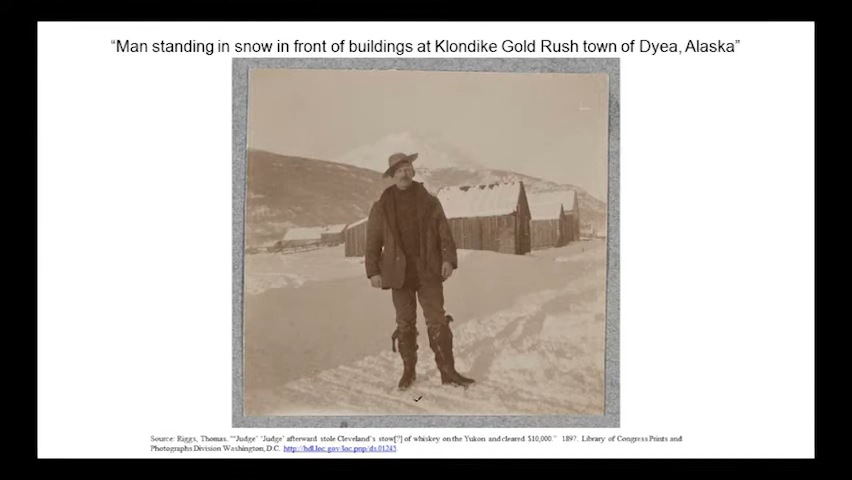 “Man standing in snow in front of buildings at Klondike Gold Rush town of Dyea, Alaska”
Source: Riggs, Thomas. "'Judge' 'Judge' afterward stole Cleveland's stow[?] of whiskey on the Yukon and cleared $10,000." 1897. Library of Congress Prints and
Photographs Division Washington, D.C. http://hdl.loc.gov/loc.pnp/ds.01243